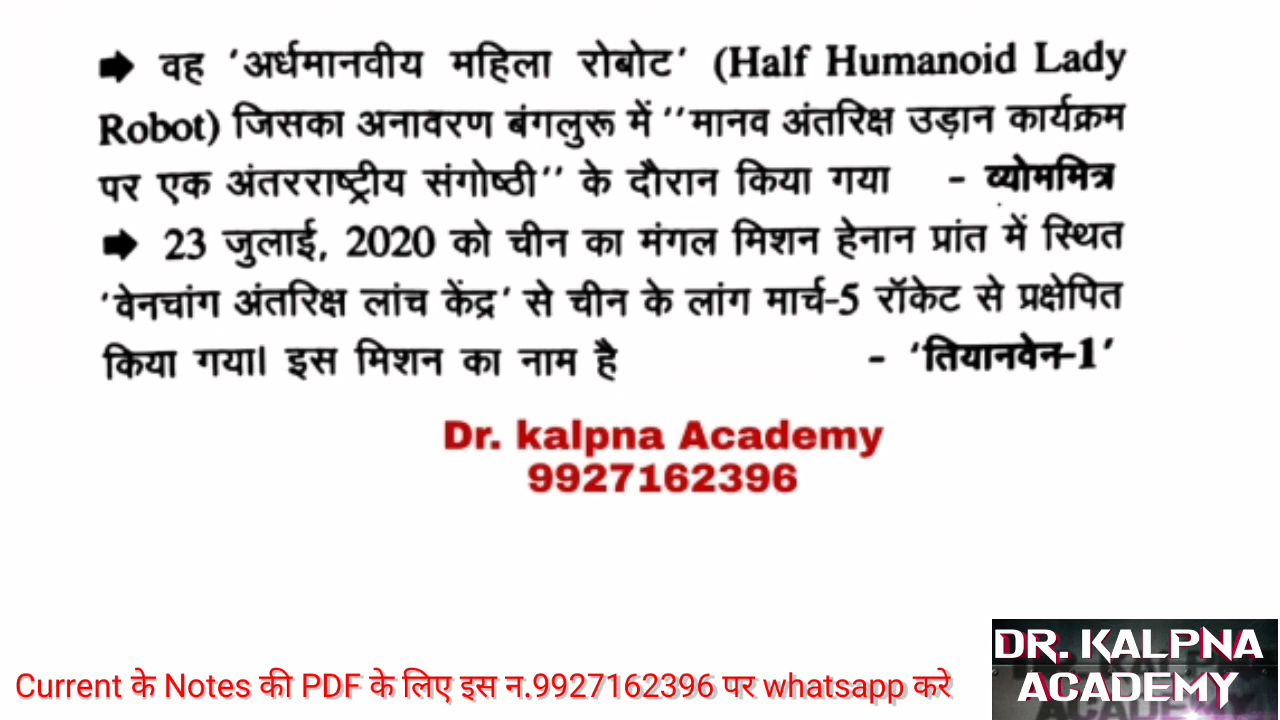 ➡ वह ‘अर्धमानवीय महिला रोबोट’ (Half Humanoid Lady
Robot) जिसका अनावरण बंगलुरू में ‘‘मानव अंतरिक्ष उड़ान कार्यक्रम
पर एक अंतरराष्ट्रीय संगोष्ठी’’ के दौरान किया गया - व्योममित्र
➡ 23 जुलाई, 2020 को चीन का मंगल मिशन हेनान प्रांत में स्थित
‘वेनचांग अंतरिक्ष लांच केंद्र’ से चीन के लांग मार्च-5 रॉकेट से प्रक्षेपित
किया गया। इस मिशन का नाम है - ‘तियानवेन-1’
Dr. kalpna Academy
9927162396
DR. KALPNA
ACADEMY
Current के Notes की PDF के लिए इस न.9927162396 पर whatsapp करे